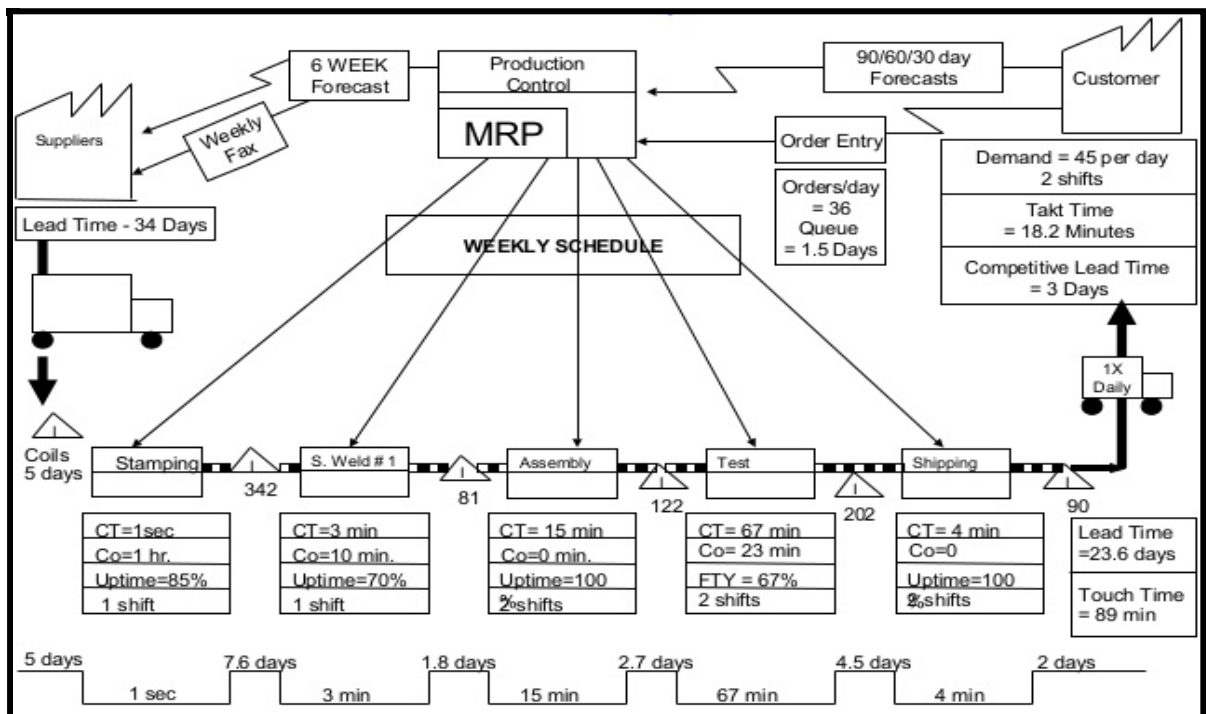 6 WEEK
Forecast
Production
Control
MRP
90/60/30 day
Forecasts
Customer
Suppliers
Weekly
Fax
Order Entry
Orders/day
= 36
Queue
= 1.5 Days
Demand = 45 per day
2 shifts
Takt Time
= 18.2 Minutes
Competitive Lead Time
= 3 Days
Lead Time - 34 Days
WEEKLY SCHEDULE
1X
Daily
I
Coils
5 days
Stamping
I
342
S. Weld # 1
I
81
Assembly
I
122
Test
I
202
Shipping
I
90
CT=1sec
Co=1 hr.
Uptime=85%
1 shift
CT=3 min
Co=10 min.
Uptime=70%
1 shift
CT= 15 min
Co=0 min.
Uptime=100
%
2 shifts
CT= 67 min
Co= 23 min
FTY = 67%
2 shifts
CT= 4 min
Co=0
Uptime=100
%
2 shifts
Lead Time
=23.6 days
Touch Time
= 89 min
5 days
7.6 days
1.8 days
2.7 days
4.5 days
2 days
1 sec
3 min
15 min
67 min
4 min